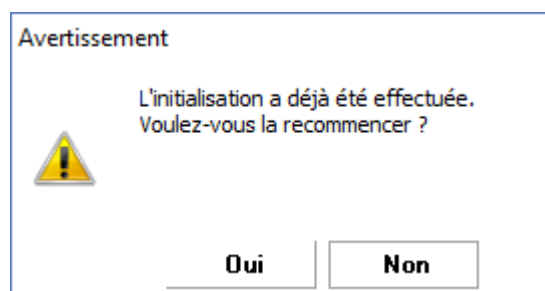 Avertissement
L'initialisation a déjà été effectuée.
Voulez-vous la recommencer ?
Oui Non